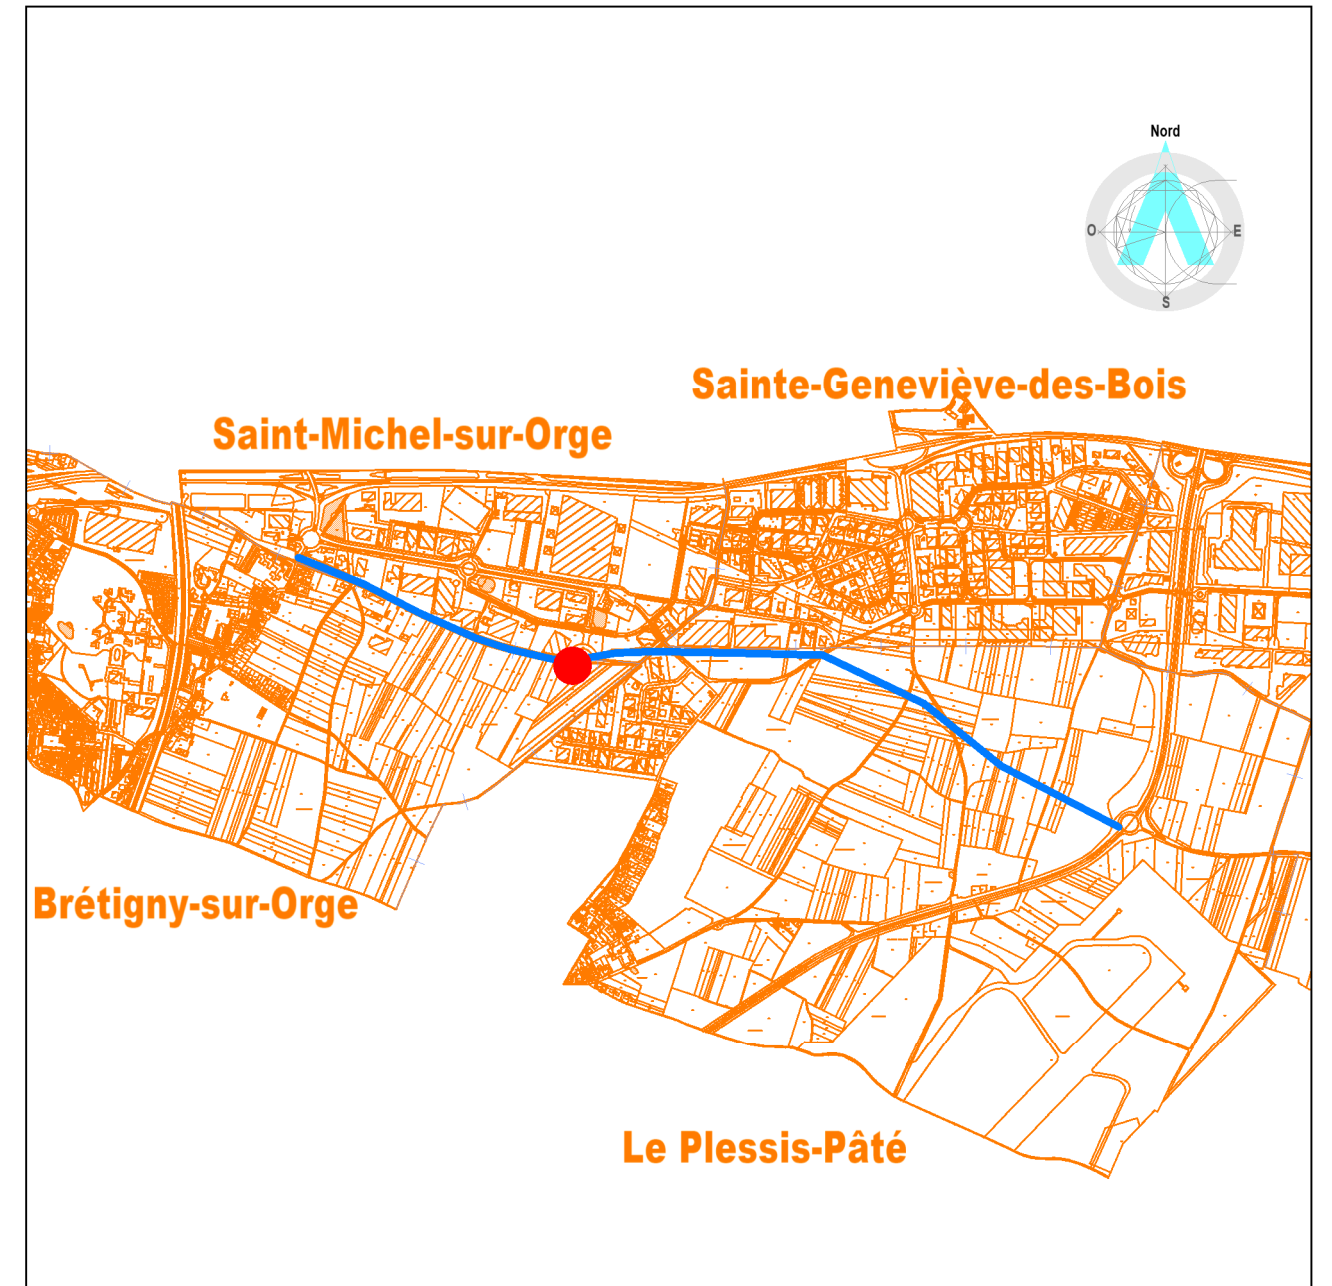 Nord
O
E
S
Sainte-Geneviève-des-Bois
Saint-Michel-sur-Orge
Brétigny-sur-Orge
Le Plessis-Pâté